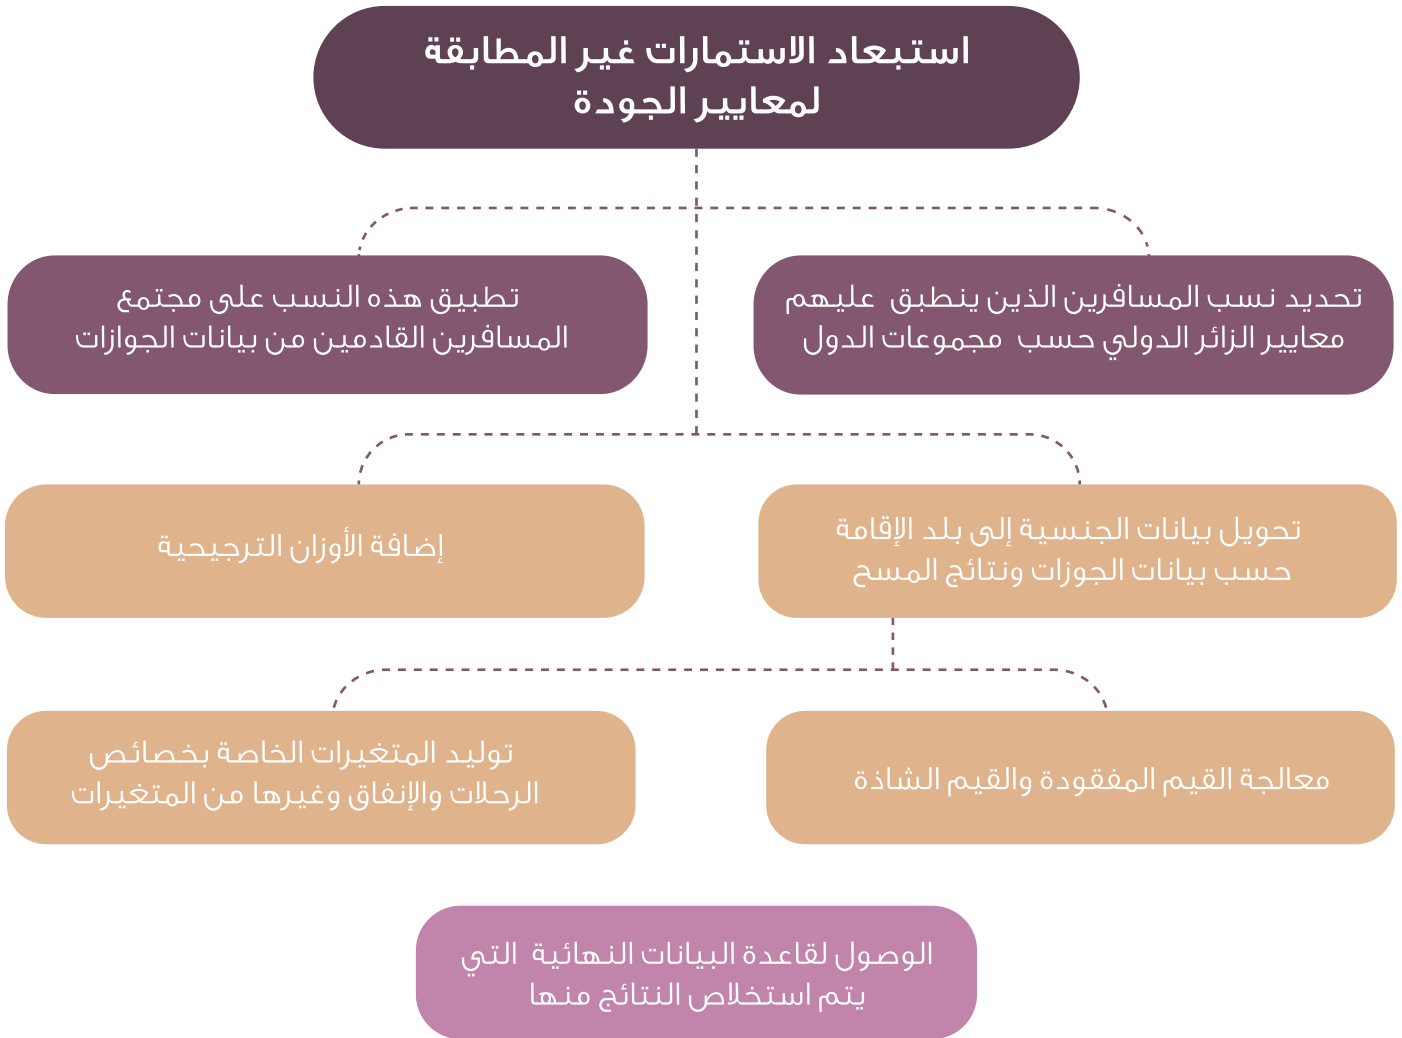 استبعاد الاستمارات غير المطابقة
لمعايير الجودة
تحديد نسب المسافرين الذين ينطبق عليهم
معايير الزائر الدولي حسب مجموعات الدول
تطبيق هذه النسب على مجتمع
المسافرين القادمين من بيانات الجوازات
تحويل بيانات الجنسية إلى بلد الإقامة
حسب بيانات الجوزات ونتائج المسح
إضافة الأوزان الترجيحية
معالجة القيم المفقودة والقيم الشاذة
توليد المتغيرات الخاصة بخصائص
الرحلات والإنفاق وغيرها من المتغيرات
الوصول لقاعدة البيانات النهائية التي
يتم استخلاص النتائج منها